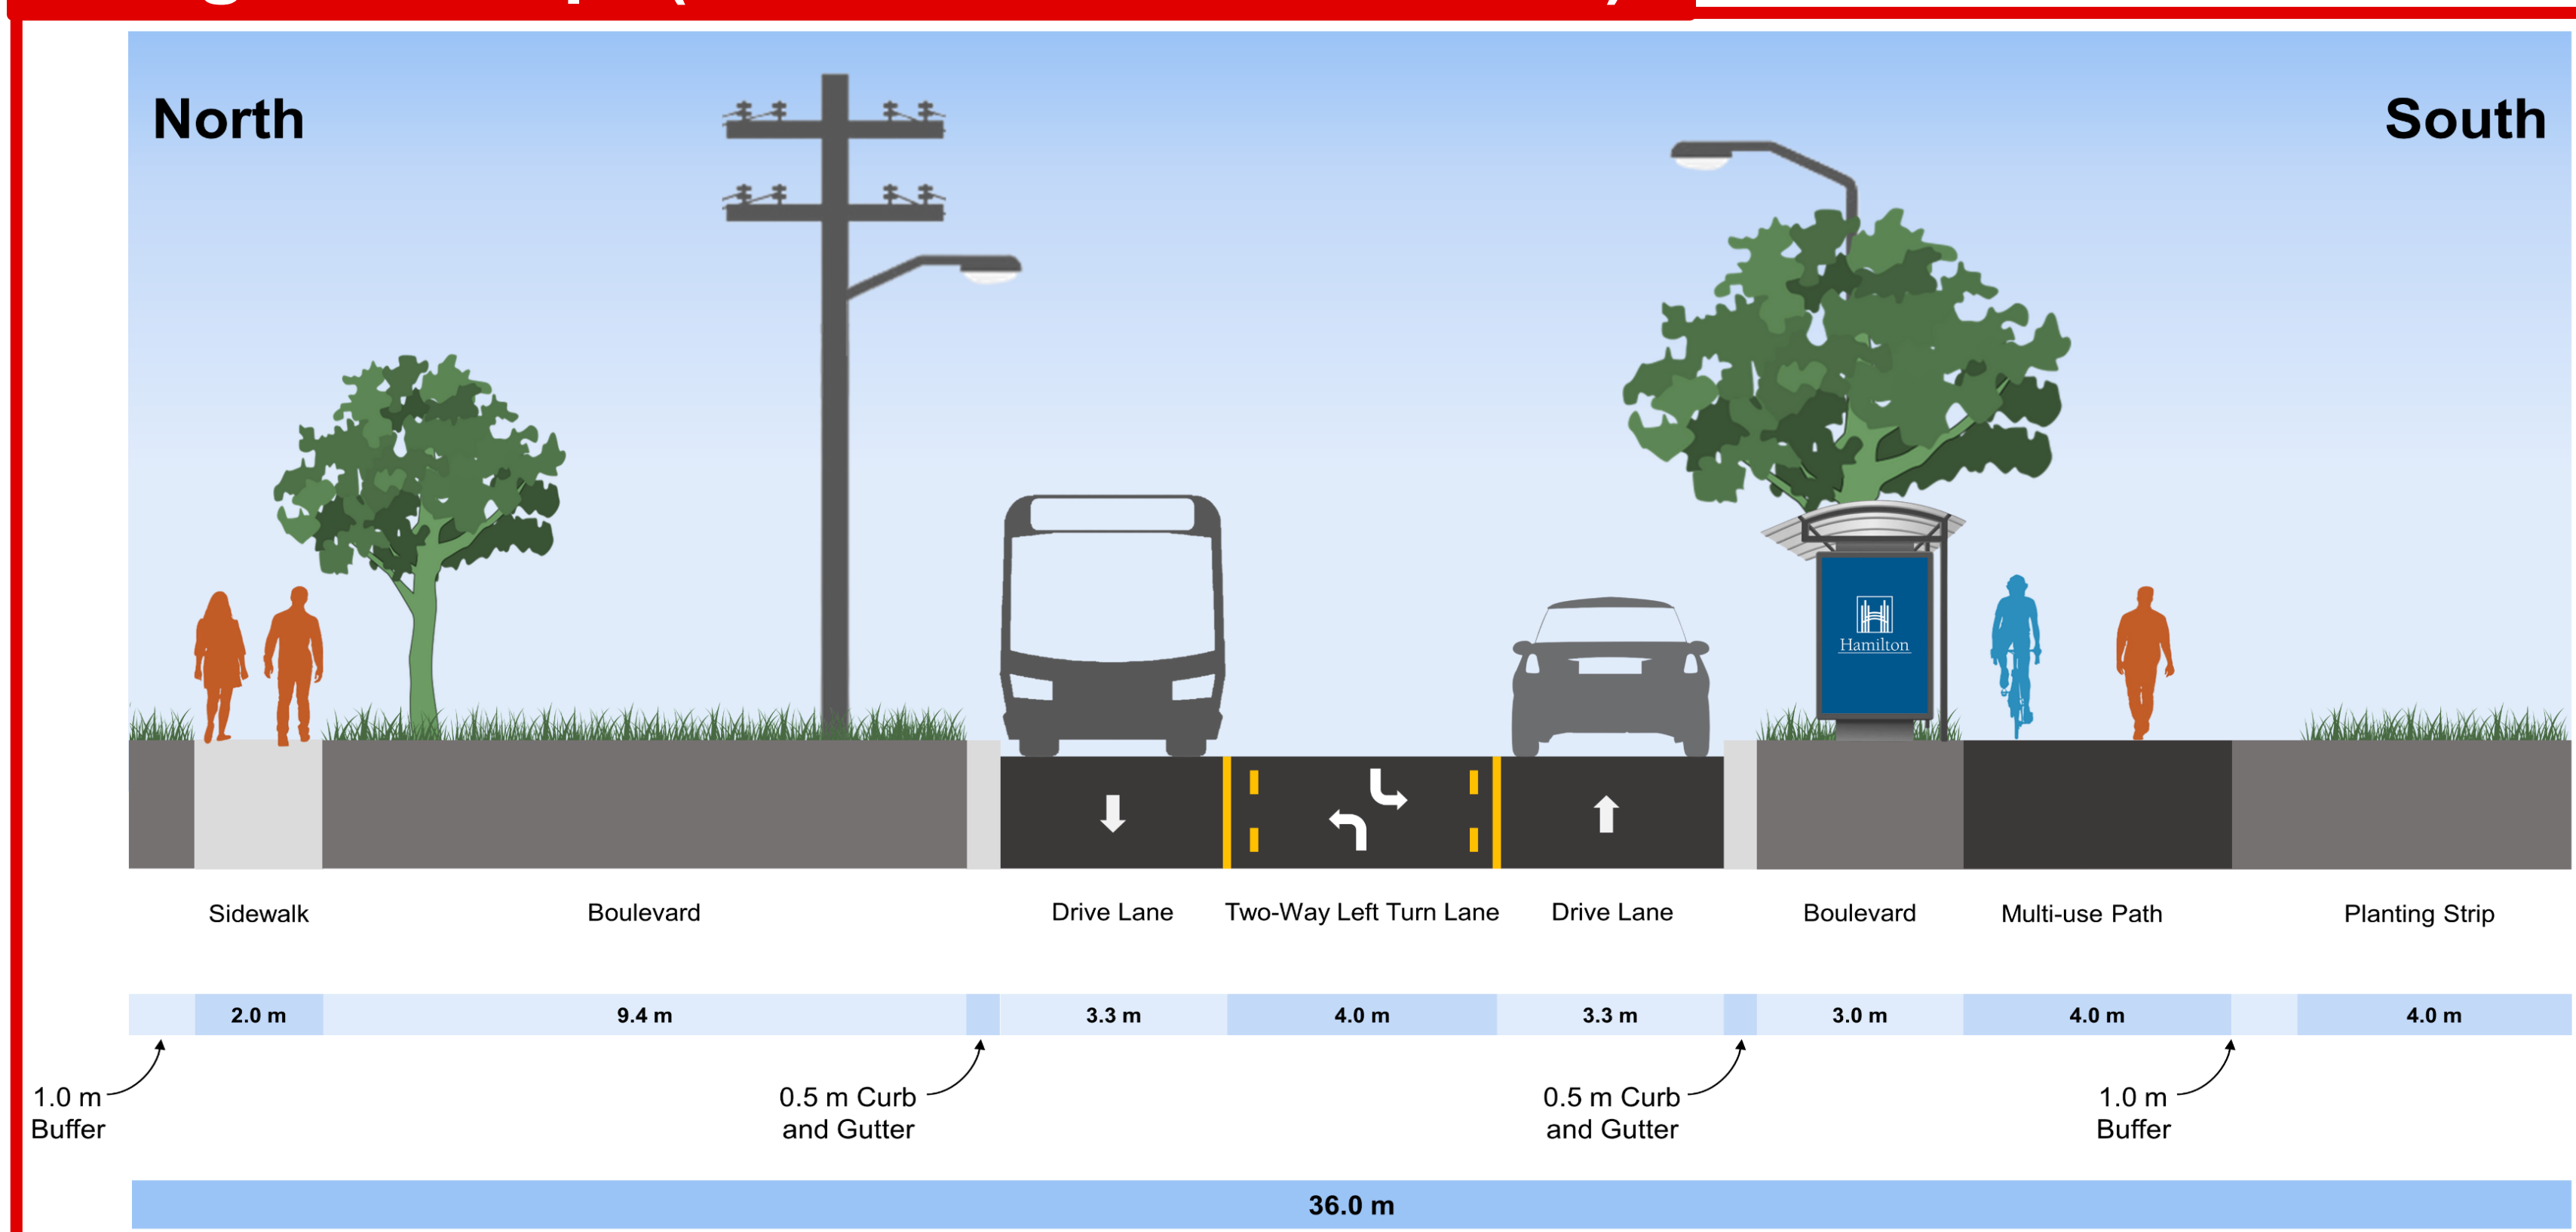 North
South
Hamilton
Sidewalk
Boulevard
Drive Lane
Two-Way Left Turn Lane
Drive Lane
Boulevard
Multi-use Path
Planting Strip
2.0 m
9.4 m
3.3 m
4.0 m
3.3 m
3.0 m
4.0 m
4.0 m
1.0 m
Buffer
0.5 m Curb
and Gutter
0.5 m Curb
and Gutter
1.0 m
Buffer
36.0 m